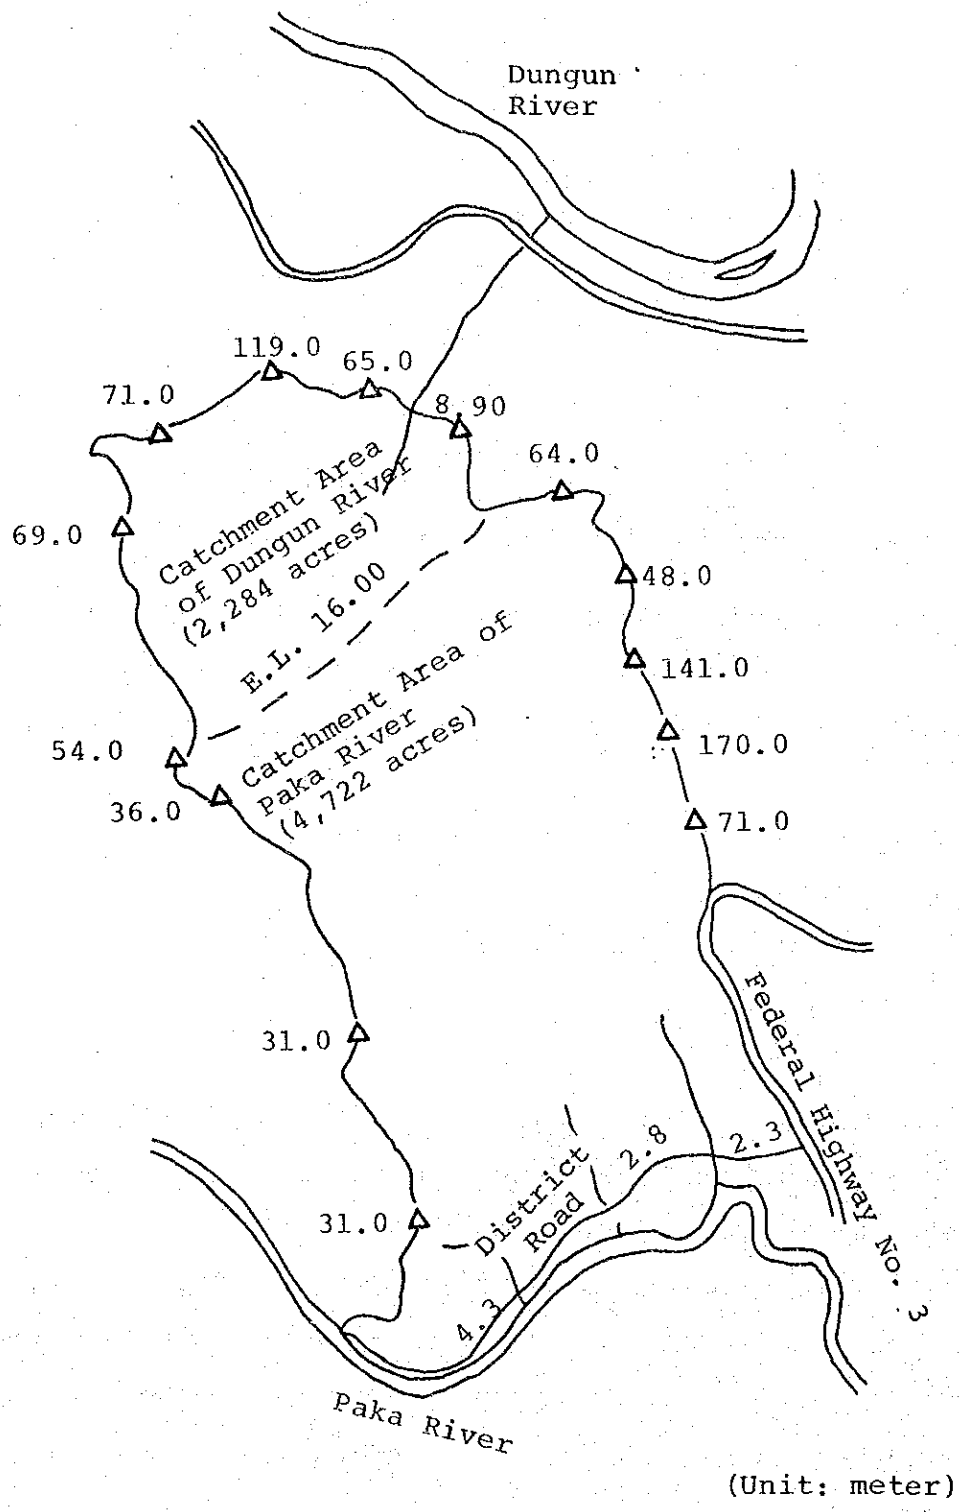 Dungun
River
119.0
65.0
71.0
8.90
64.0
69.0
Catchment Area
of Dungun River
(2,284 acres)
E.L. 16.00
48.0
141.0
54.0
170.0
Catchment Area of
Paka River
(4,722 acres)
36.0
71.0
31.0
Federal Highway No. 3
2.8
2.3
District
Road
31.0
4.3
Paka River
(Unit: meter)